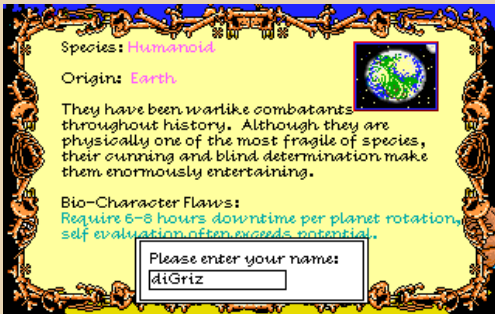 Species: Humanoid
Origin: Earth
They have been warlike combatants
throughout history. Although they are
physically one of the most fragile of species,
their cunning and blind determination make
them enormously entertaining.
Bio-Character Flaws:
Require 6-8 hours downtime per planet rotation,
self evaluation often exceeds potential.
Please enter your name:
diGriz